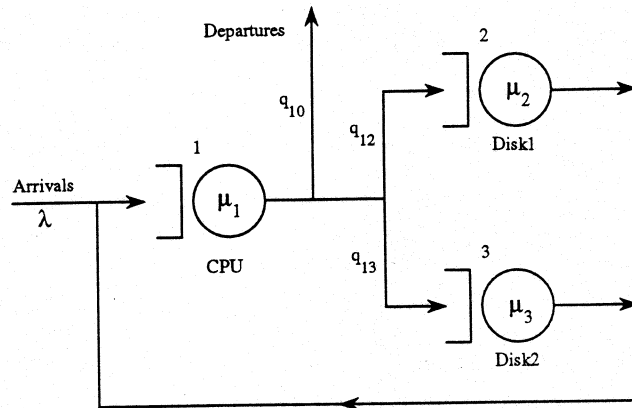 Departures
2
μ2
Disk1
q10
q12
1
Arrivals
λ
μ1
CPU
q13
3
μ3
Disk2